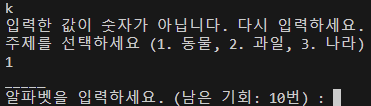 k
입력한 값이 숫자가 아닙니다. 다시 입력하세요.
주제를 선택하세요 (1. 동물, 2. 과일, 3. 나라)
1
_____
알파벳을 입력하세요. (남은 기회: 10번) :